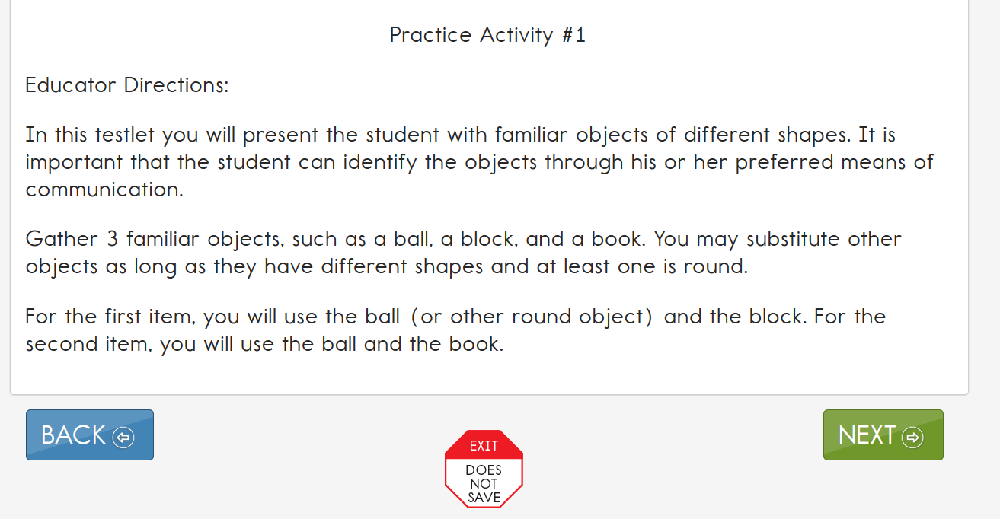 Practice Activity #1
Educator Directions:
In this testlet you will present the student with familiar objects of different shapes. It is
important that the student can identify the objects through his or her preferred means of
communication.
Gather 3 familiar objects, such as a ball, a block, and a book. You may substitute other
objects as long as they have different shapes and at least one is round.
For the first item, you will use the ball (or other round object) and the block. For the
second item, you will use the ball and the book.
BACK
NEXT
EXIT
DOES
NOT
SAVE